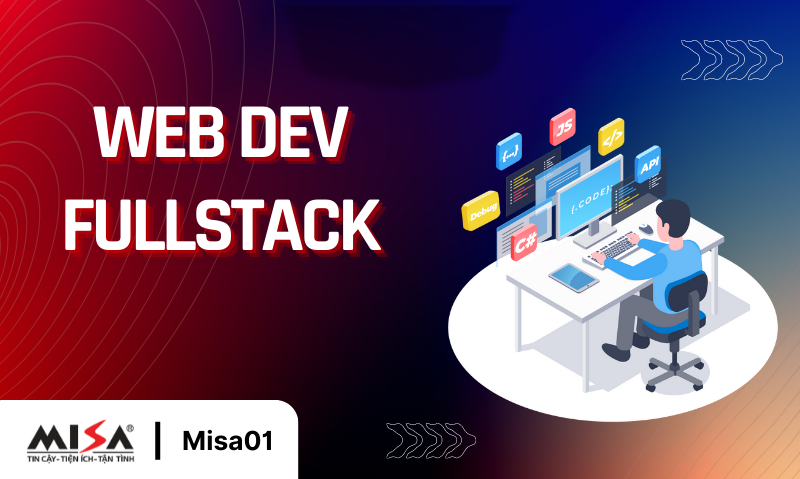 WEB DEV
FULLSTACK
{...}
JS
</>
API
Debug
{.CODE};
C#
MISA®
TIN CẬY-TIỆN ÍCH-TẬN TÌNH
Misa01